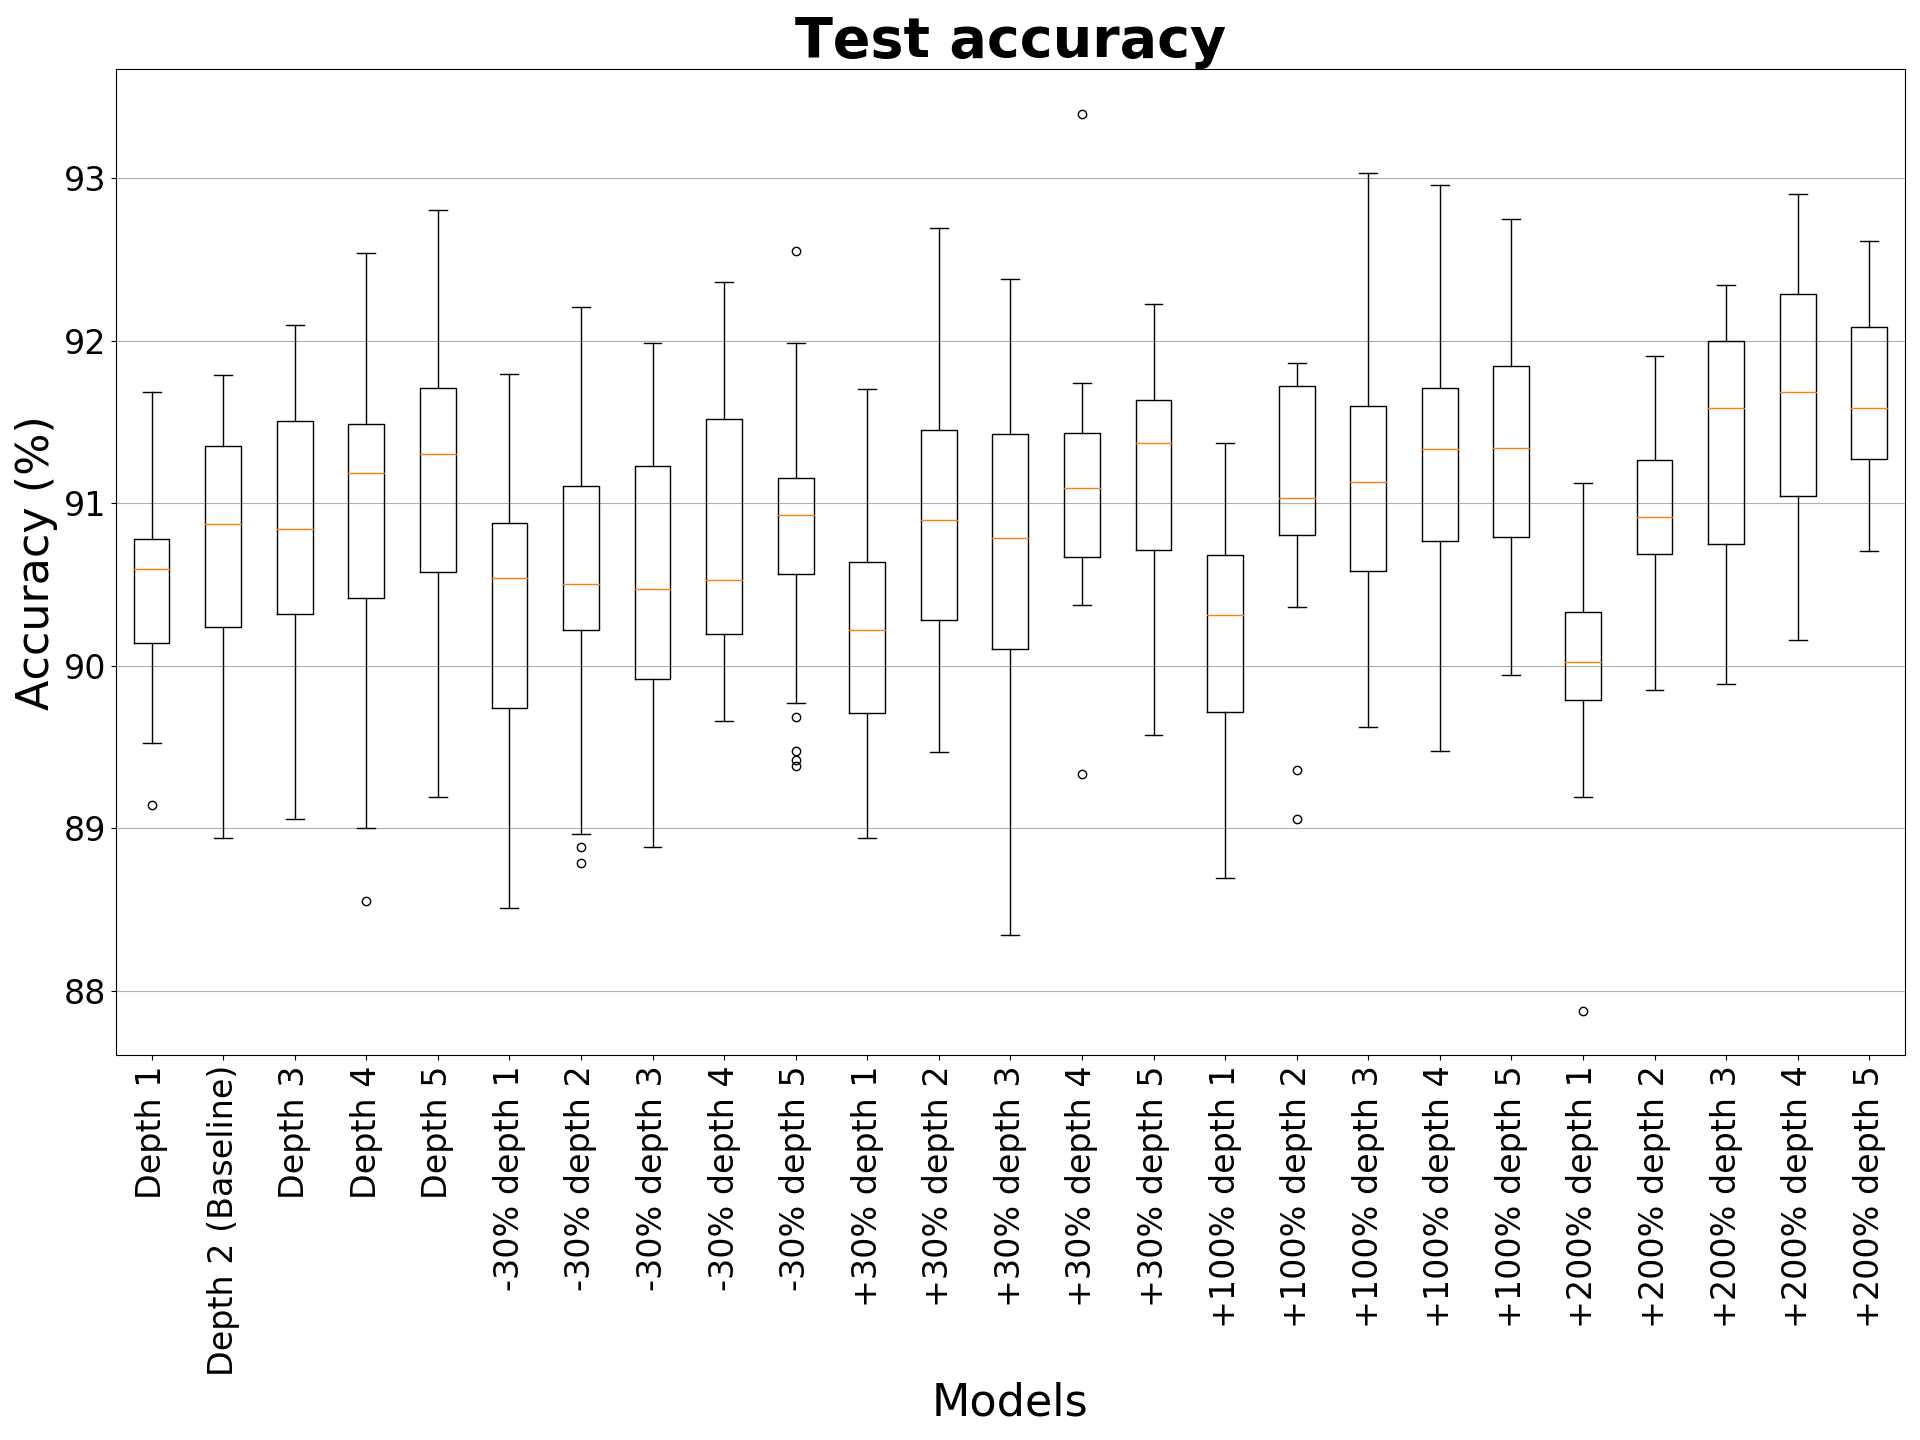 Test accuracy
Accuracy (%)
93
92
91
90
89
88
Depth 1
Depth 2 (Baseline)
Depth 3
Depth 4
Depth 5
-30% depth 1
-30% depth 2
-30% depth 3
-30% depth 4
-30% depth 5
+30% depth 1
+30% depth 2
+30% depth 3
+30% depth 4
+30% depth 5
+100% depth 1
+100% depth 2
+100% depth 3
+100% depth 4
+100% depth 5
+200% depth 1
+200% depth 2
+200% depth 3
+200% depth 4
+200% depth 5
Models